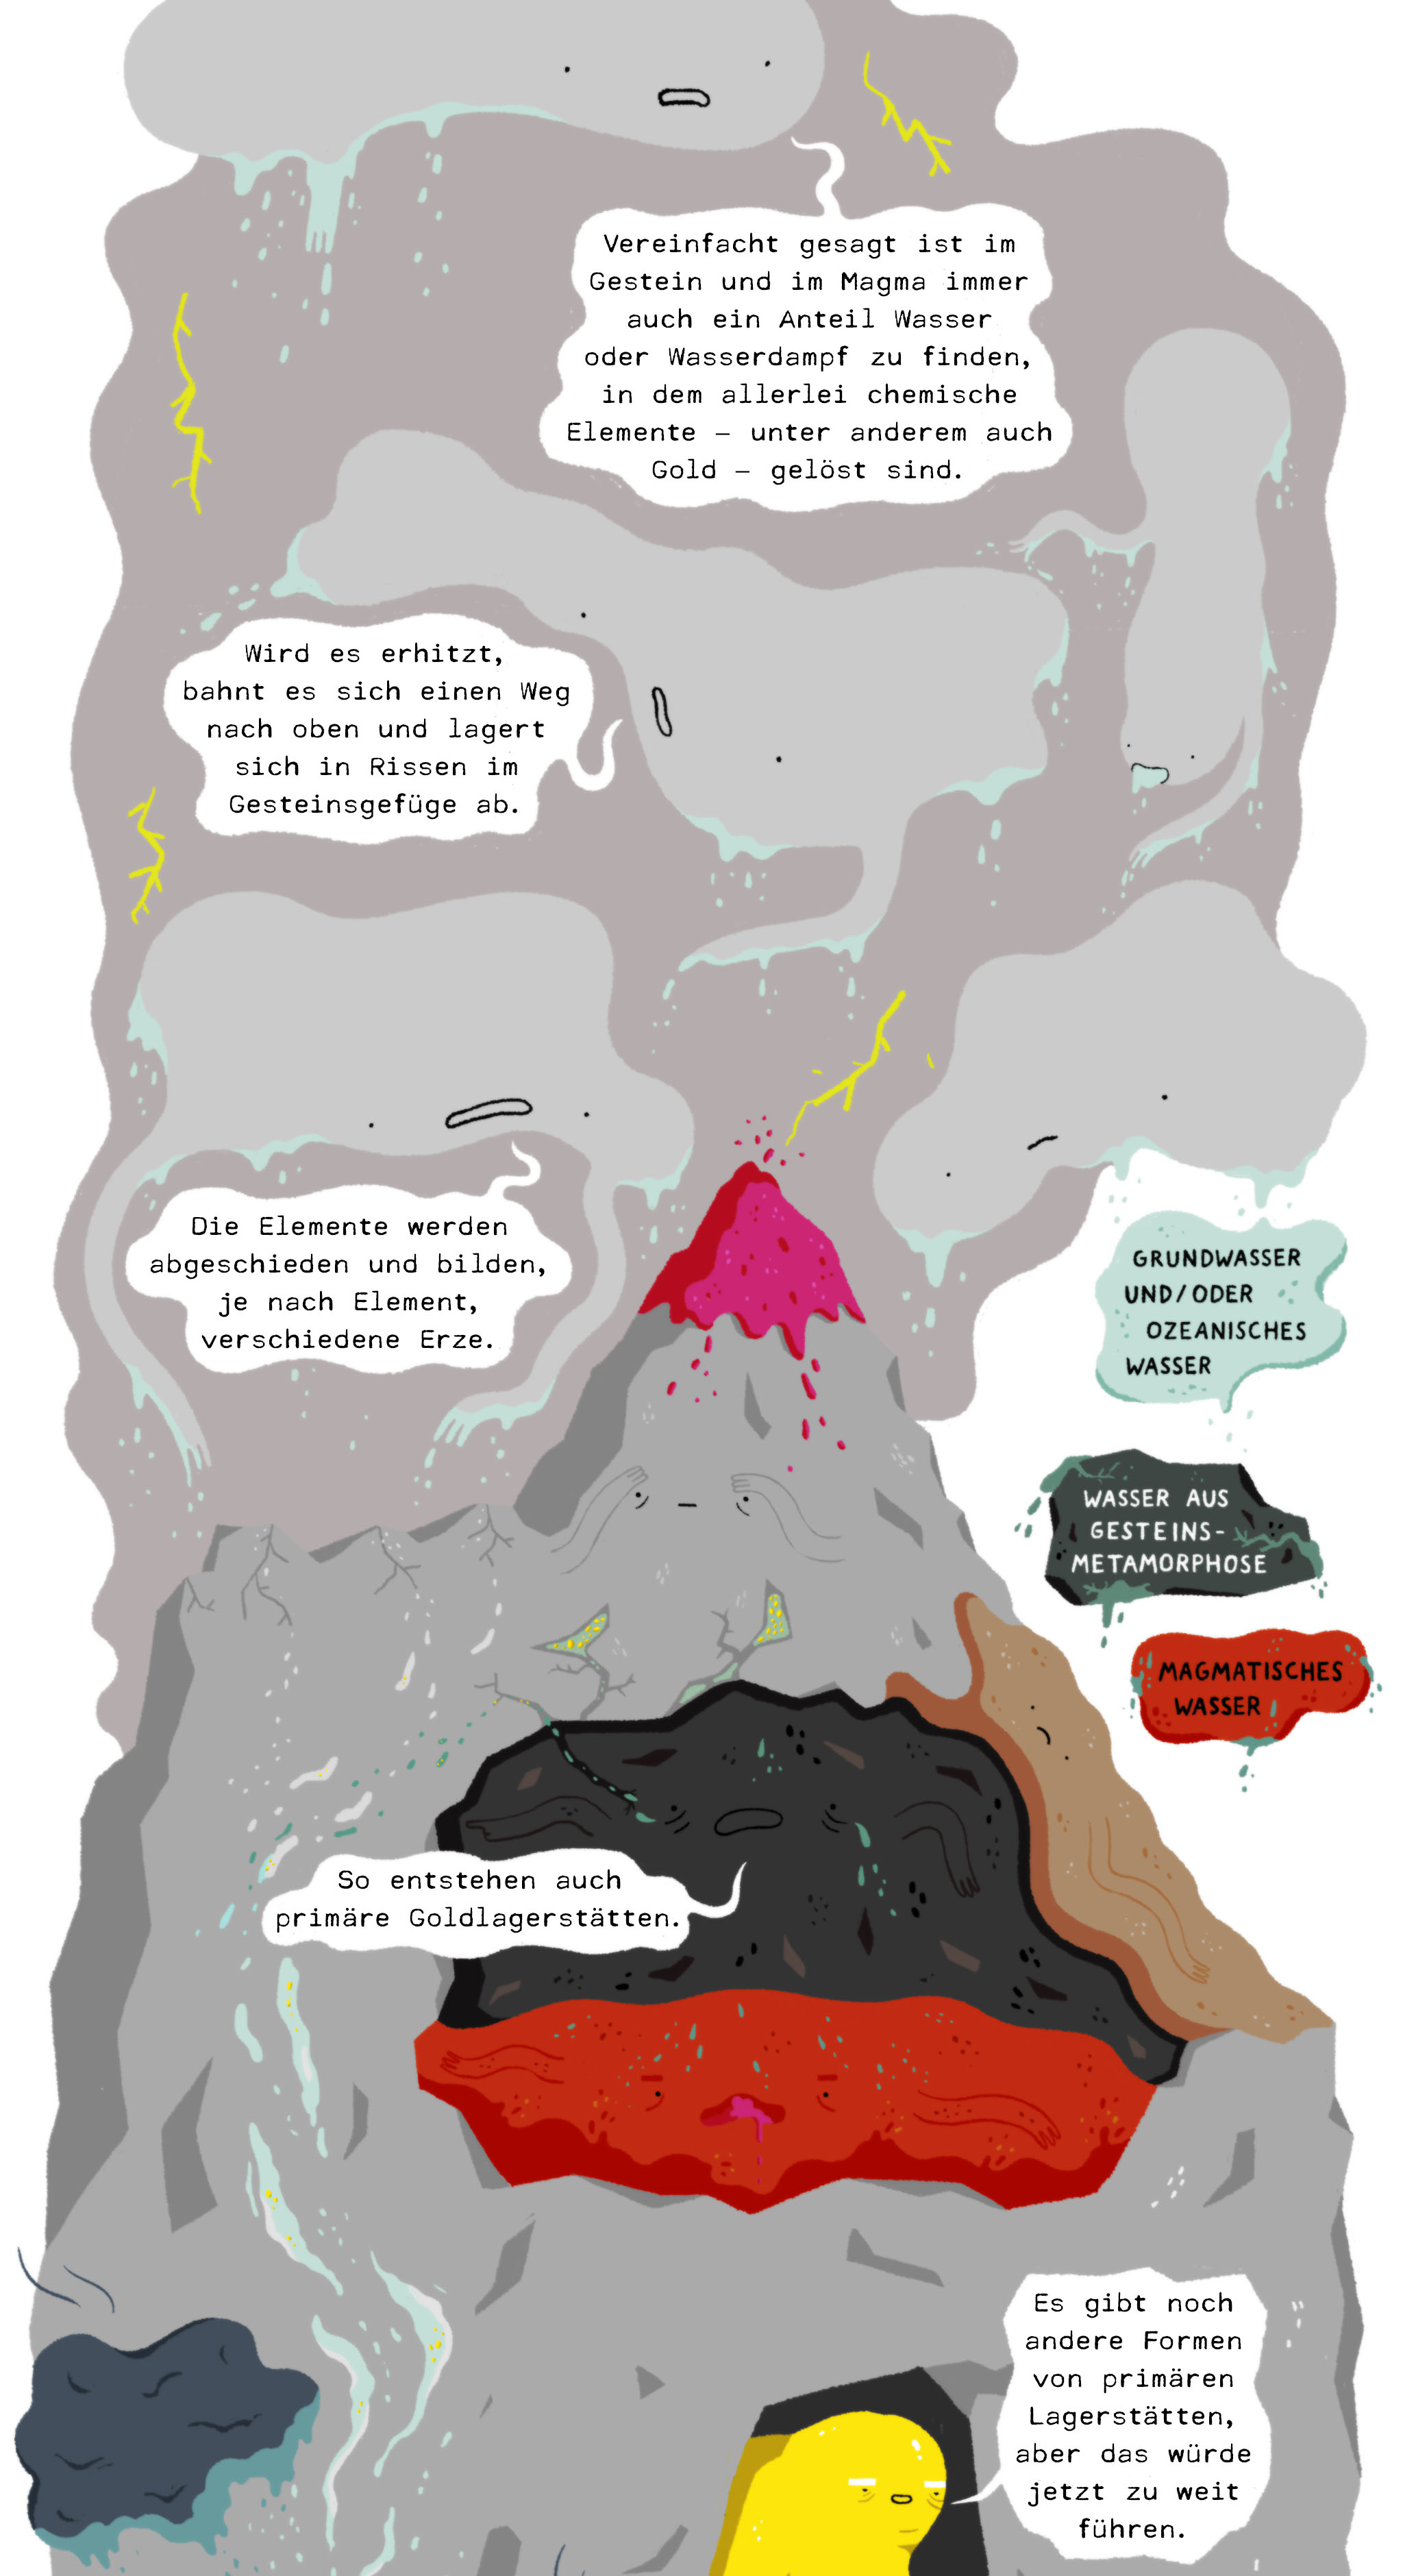 Vereinfacht gesagt ist im
Gestein und im Magma immer
auch ein Anteil Wasser
oder Wasserdampf zu finden,
in dem allerlei chemische
Elemente – unter anderem auch
Gold – gelöst sind.
Wird es erhitzt,
bahnt es sich einen Weg
nach oben und lagert
sich in Rissen im
Gesteinsgefüge ab.
Die Elemente werden
abgeschieden und bilden,
je nach Element,
verschiedene Erze.
GRUNDWASSER
UND/ODER
OZEANISCHES
WASSER
WASSER AUS
GESTEINS-
METAMORPHOSE
MAGMATISCHES
WASSER
So entstehen auch
primäre Goldlagerstätten.
Es gibt noch
andere Formen
von primären
Lagerstätten,
aber das würde
jetzt zu weit
führen.